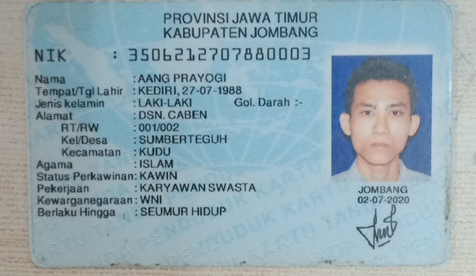 PROVINSI JAWA TIMUR
KABUPATEN JOMBANG
NIK : 3506212707880003
Nama : AANG PRAYOGI
Tempat/Tgl Lahir : KEDIRI, 27-07-1988
Jenis kelamin : LAKI-LAKI Gol. Darah :-
Alamat : DSN. CABEN
RT/RW : 001/002
Kel/Desa : SUMBERTEGUH
Kecamatan : KUDU
Agama : ISLAM
Status Perkawinan: KAWIN
Pekerjaan : KARYAWAN SWASTA
Kewarganegaraan: WNI
Berlaku Hingga : SEUMUR HIDUP
JOMBANG
02-07-2020